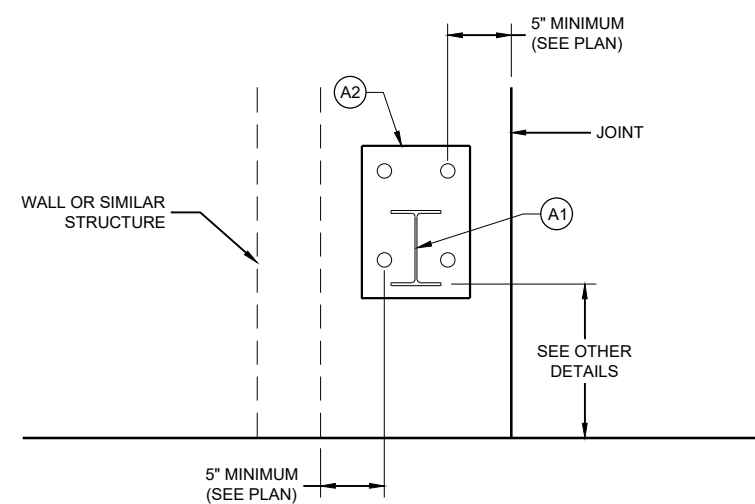 5" MINIMUM
(SEE PLAN)
A2
JOINT
WALL OR SIMILAR
STRUCTURE
A1
SEE OTHER
DETAILS
5" MINIMUM
(SEE PLAN)